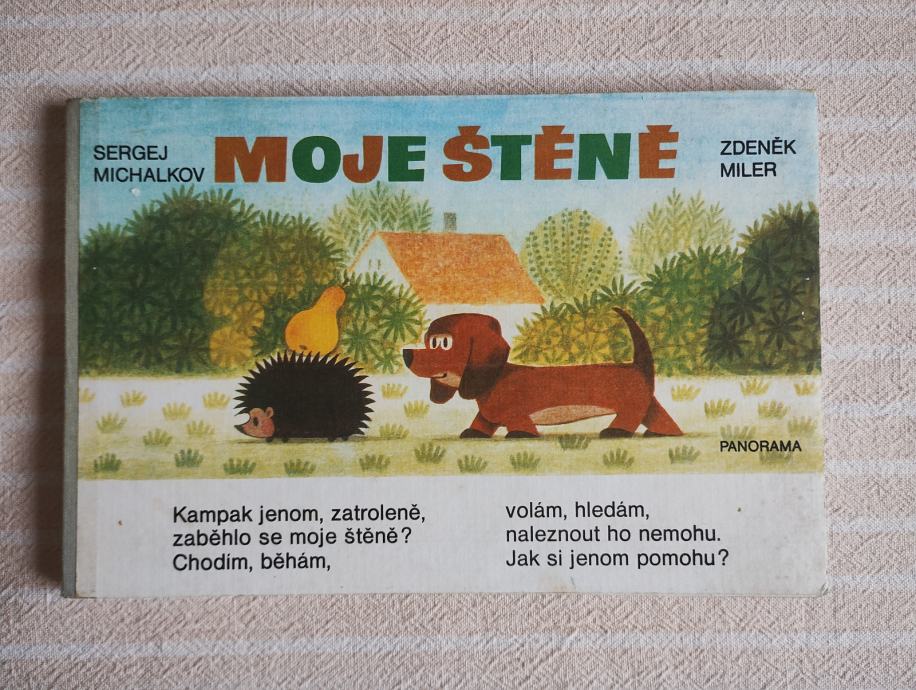 SERGEJ
MICHALKOV
MOJE ŠTĚNĚ
ZDENĚK
MILER
PANORAMA
Kampak jenom, zatroleně,
zaběhlo se moje štěně?
Chodím, běhám,
volám, hledám,
naleznout ho nemohu.
Jak si jenom pomohu?